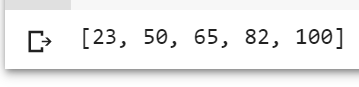 [23, 50, 65, 82, 100]